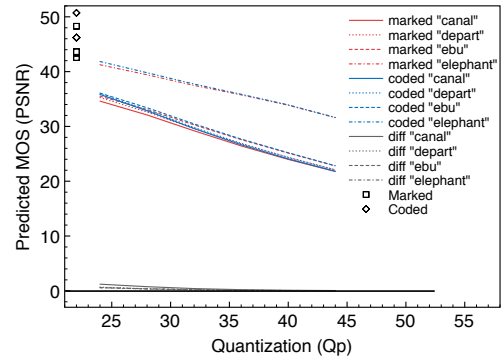 50
40
30
20
10
0
Predicted MOS (PSNR)
25 30 35 40 45 50 55
Quantization (Qp)
marked "canal"
marked "depart"
marked "ebu"
marked "elephant"
coded "canal"
coded "depart"
coded "ebu"
coded "elephant"
diff "canal"
diff "depart"
diff "ebu"
diff "elephant"
Marked
Coded